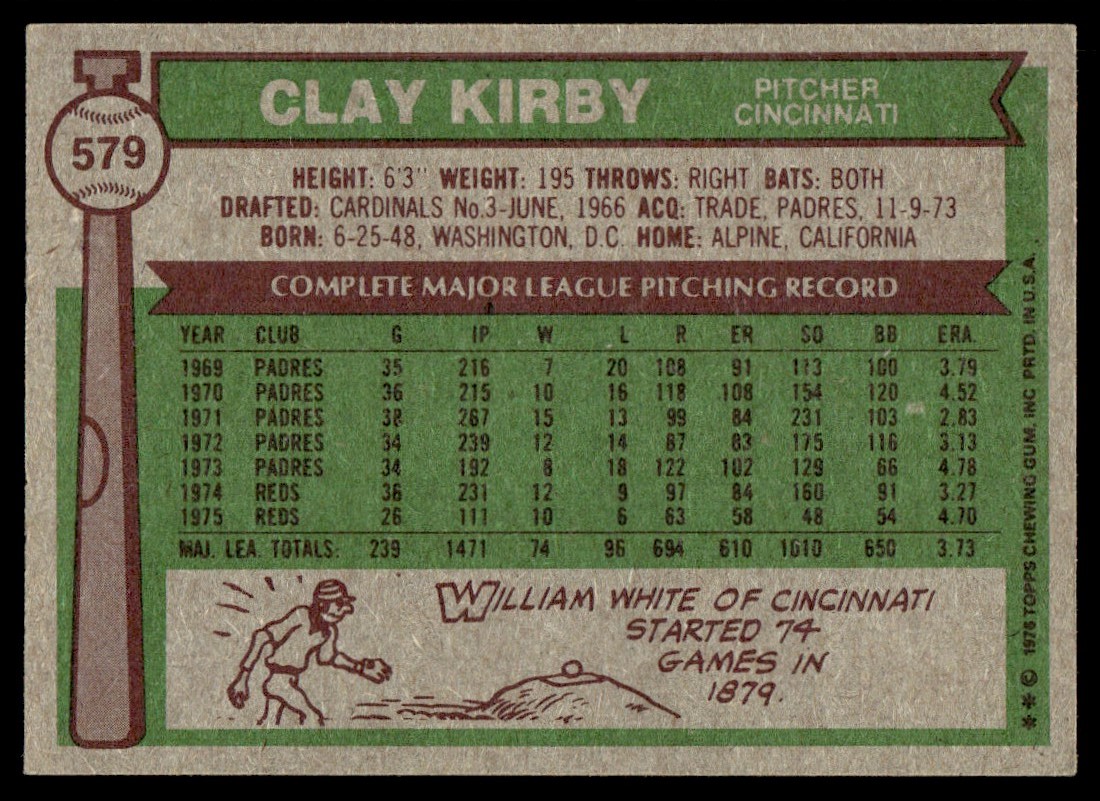 T
579
CLAY KIRBY
PITCHER
CINCINNATI
HEIGHT: 6'3" WEIGHT: 195 THROWS: RIGHT BATS: BOTH
DRAFTED: CARDINALS No.3-JUNE, 1966 ACQ: TRADE, PADRES, 11-9-73
BORN: 6-25-48, WASHINGTON, D.C. HOME: ALPINE, CALIFORNIA
COMPLETE MAJOR LEAGUE PITCHING RECORD
YEAR CLUB G IP W L R ER SO BB ERA.
1969 PADRES 35 216 7 20 108 91 113 100 3.79
1970 PADRES 36 215 10 16 118 108 154 120 4.52
1971 PADRES 38 267 15 13 99 84 231 103 2.83
1972 PADRES 34 239 12 14 87 83 175 116 3.13
1973 PADRES 34 192 8 18 122 102 129 66 4.78
1974 REDS 36 231 12 9 97 84 160 91 3.27
1975 REDS 26 111 10 6 63 58 48 54 4.70
MAJ. LEA. TOTALS: 239 1471 74 96 694 610 1010 650 3.73
WILLIAM WHITE OF CINCINNATI
STARTED 74
GAMES IN
1879.
** © 1976 TOPPS CHEWING GUM, INC PRTD. IN U.S.A.